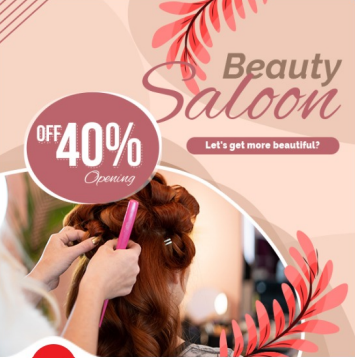 Beauty
Saloon
Let's get more beautiful?
OFF 40%
Opening